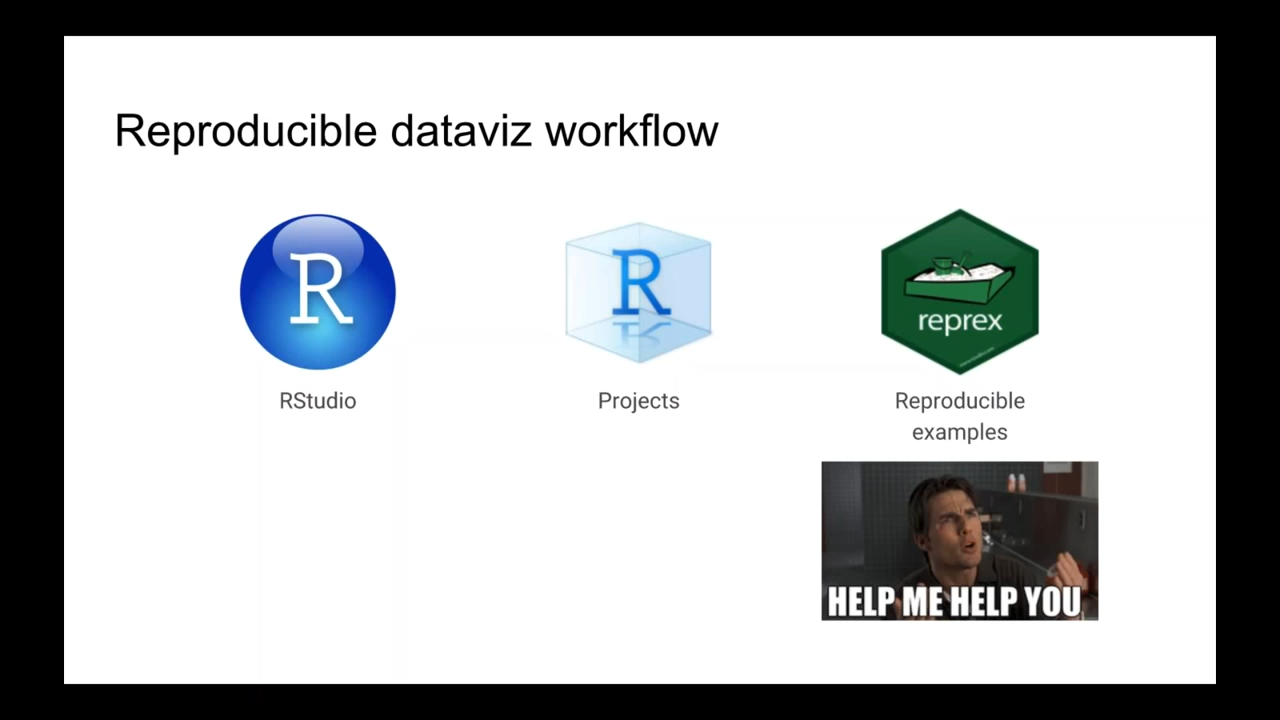 Reproducible dataviz workflow
R
R
reprex
RStudio
Projects
Reproducible
examples
HELP ME HELP YOU